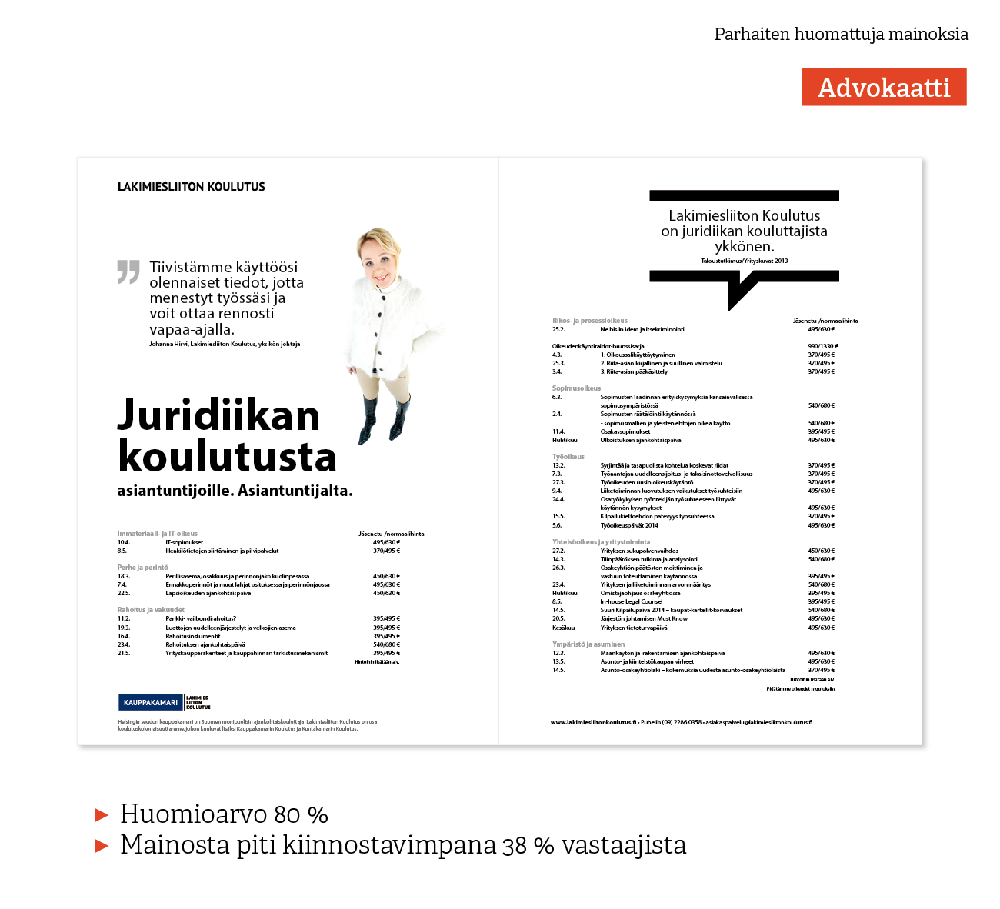 Parhaiten huomattuja mainoksia
Advokaatti
LAKIMIESLIITON KOULUTUS
Tiivistämme käyttöösi
olennaiset tiedot, jotta
menestyt työssäsi ja
voit ottaa rennosti
vapaa-ajalla.
Johanna Hirvi, Lakimiesliiton Koulutus, yksikön johtaja
Juridiikan
koulutusta
asiantuntijoille. Asiantuntijalta.
Immateriaali- ja IT-oikeus Jäsenetu-/normaalihinta
10.4. IT-sopimukset 495/630 €
8.5. Henkilötietojen siirtäminen ja pilvipalvelut 370/495 €
Perhe ja perintö
18.3. Perillisasema, osakkuus ja perinnönjako kuolinpesässä 450/630 €
7.4. Ennakkoperinnöt ja muut lahjat osituksessa ja perinnönjaossa 495/630 €
22.5. Lapsioikeuden ajankohtaispäivä 450/630 €
Rahoitus ja vakuudet
11.2. Pankki- vai bondirahoitus? 395/495 €
19.3. Luottojen uudelleenjärjestelyt ja velkojien asema 395/495 €
16.4. Rahoitusinstumentit 395/495 €
23.4. Rahoituksen ajankohtaispäivä 540/680 €
21.5. Yrityskaupparakenteet ja kauppahinnan tarkistusmekanismit 395/495 €
Hintoihin lisätään alv.
KAUPPAKAMARI
LAKIMIES-
LIITON
KOULUTUS
Helsingin seudun kauppakamari on Suomen monipuolisin ajankohtaiskouluttaja. Lakimiesliiton Koulutus on osa
koulutuskokonaisuuttamme, johon kuuluvat lisäksi Kauppakamarin Koulutus ja Kuntakamarin Koulutus.
Lakimiesliiton Koulutus
on juridiikan kouluttajista
ykkönen.
Taloustutkimus/Yrityskuvat 2013
Rikos- ja prosessioikeus Jäsenetu-/normaalihinta
25.2. Ne bis in idem ja itsekriminointi 495/630 €
Oikeudenkäyntitaidot-brunssisarja 990/1330 €
4.3. 1. Oikeussalikäyttäytyminen 370/495 €
25.3. 2. Riita-asian kirjallinen ja suullinen valmistelu 370/495 €
3.4. 3. Riita-asian pääkäsittely 370/495 €
Sopimusoikeus
6.3. Sopimusten laadinnan erityiskysymyksiä kansainvälisessä
sopimusympäristössä 540/680 €
2.4. Sopimusten räätälöinti käytännössä
- sopimusmallien ja yleisten ehtojen oikea käyttö 540/680 €
11.4. Osakassopimukset 395/495 €
Huhtikuu Ulkoistuksen ajankohtaispäivä 495/630 €
Työoikeus
13.2. Syrjintää ja tasapuolista kohtelua koskevat riidat 370/495 €
7.3. Työnantajan uudelleensijoitus- ja takaisinottovelvollisuus 370/495 €
27.3. Työoikeuden uusin oikeuskäytäntö 370/495 €
9.4. Liiketoiminnan luovutuksen vaikutukset työsuhteisiin 495/630 €
24.4. Osatyökykyisen työntekijän työsuhteeseen liittyvät
käytännön kysymykset 495/630 €
15.5. Kilpailukieltoehdon pätevyys työsuhteessa 370/495 €
5.6. Työoikeuspäivät 2014 495/630 €
Yhteisöoikeus ja yritystoiminta
27.2. Yrityksen sukupolvenvaihdos 450/630 €
14.3. Tilinpäätöksen tulkinta ja analysointi 540/680 €
26.3. Osakeyhtiön päätösten moittiminen ja
vastuun toteuttaminen käytännössä 395/495 €
23.4. Yrityksen ja liiketoiminnan arvonmääritys 540/680 €
Huhtikuu Omistajaohjaus osakeyhtiössä 395/495 €
8.5. In-house Legal Counsel 395/495 €
14.5. Suuri Kilpailupäivä 2014 – kaupat-kartellit-korvaukset 540/680 €
20.5. Järjestön johtamisen Must Know 495/630 €
Kesäkuu Yrityksen tietoturvapäivä 495/630 €
Ympäristö ja asuminen
12.3. Maankäytön ja rakentamisen ajankohtaispäivä 495/630 €
13.5. Asunto- ja kiinteistökaupan virheet 495/630 €
14.5. Asunto-osakeyhtiölaki – kokemuksia uudesta asunto-osakeyhtiölaista 370/495 €
Hintoihin lisätään alv
Pidätämme oikeudet muutoksiin.
www.lakimiesliitonkoulutus.fi • Puhelin (09) 2286 0358 • asiakaspalvelu@lakimiesliitonkoulutus.fi
Huomioarvo 80 %
Mainosta piti kiinnostavimpana 38 % vastaajista